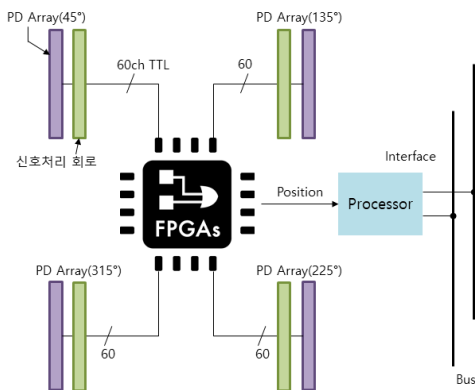 PD Array(45°)
PD Array(135°)
60ch TTL
60
신호처리 회로
Interface
Position
Processor
FPGAs
PD Array(315°)
PD Array(225°)
60
60
Bus